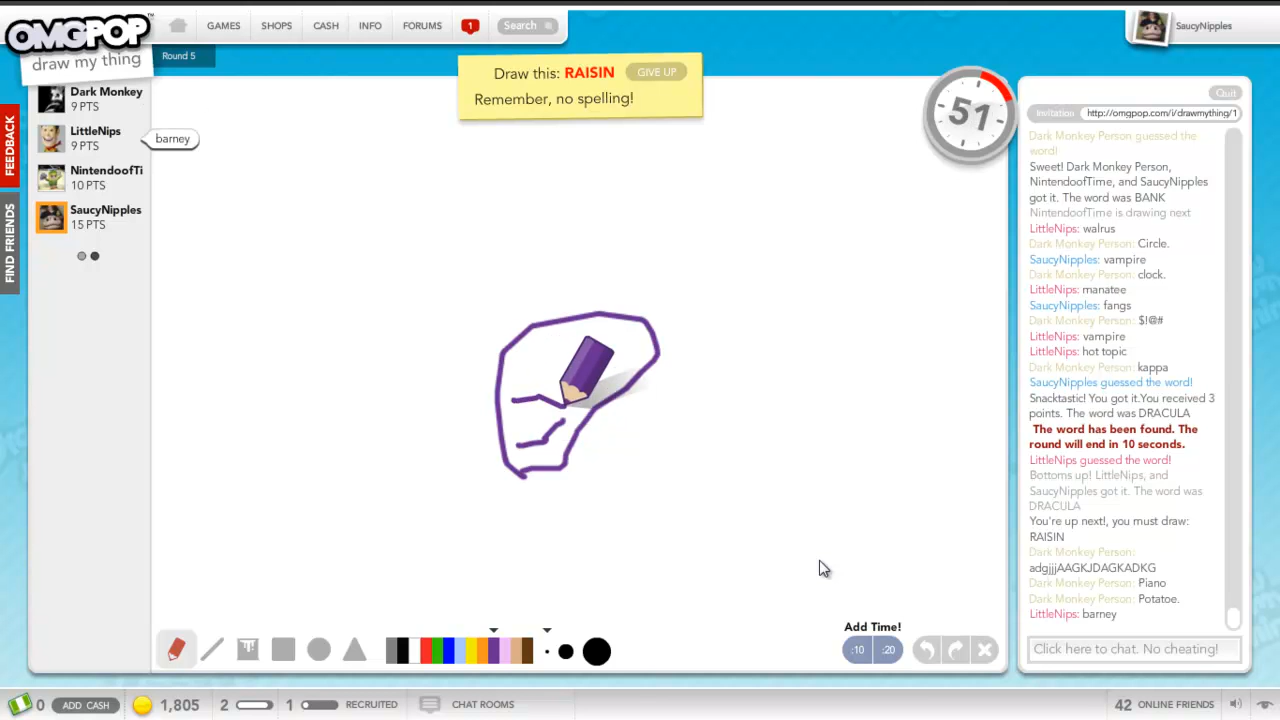 OMGPOP™
GAMES
SHOPS
CASH
INFO
FORUMS
1
Search
SaucyNipples
draw my thing
Round 5
Draw this: RAISIN
GIVE UP
Remember, no spelling!
51
FEEDBACK
FIND FRIENDS
Dark Monkey
9 PTS
LittleNips
9 PTS
barney
NintendoofTi
10 PTS
SaucyNipples
15 PTS
Quit
Invitation
http://omgpop.com/i/drawmything/1
Dark Monkey Person guessed the
word!
Sweet! Dark Monkey Person,
NintendoofTime, and SaucyNipples
got it. The word was BANK
NintendoofTime is drawing next
LittleNips: walrus
Dark Monkey Person: Circle.
SaucyNipples: vampire
Dark Monkey Person: clock.
LittleNips: manatee
SaucyNipples: fangs
Dark Monkey Person: $!@#
LittleNips: vampire
LittleNips: hot topic
Dark Monkey Person: kappa
SaucyNipples guessed the word!
Snacktastic! You got it.You received 3
points. The word was DRACULA
The word has been found. The
round will end in 10 seconds.
LittleNips guessed the word!
Bottoms up! LittleNips, and
SaucyNipples got it. The word was
DRACULA
You're up next!, you must draw:
RAISIN
Dark Monkey Person:
adgjjjAAGKJDAGKADKG
Dark Monkey Person: Piano
Dark Monkey Person: Potatoe.
LittleNips: barney
Click here to chat. No cheating!
T!
Add Time!
:10
:20
0
ADD CASH
1,805
2
1
RECRUITED
CHAT ROOMS
42 ONLINE FRIENDS